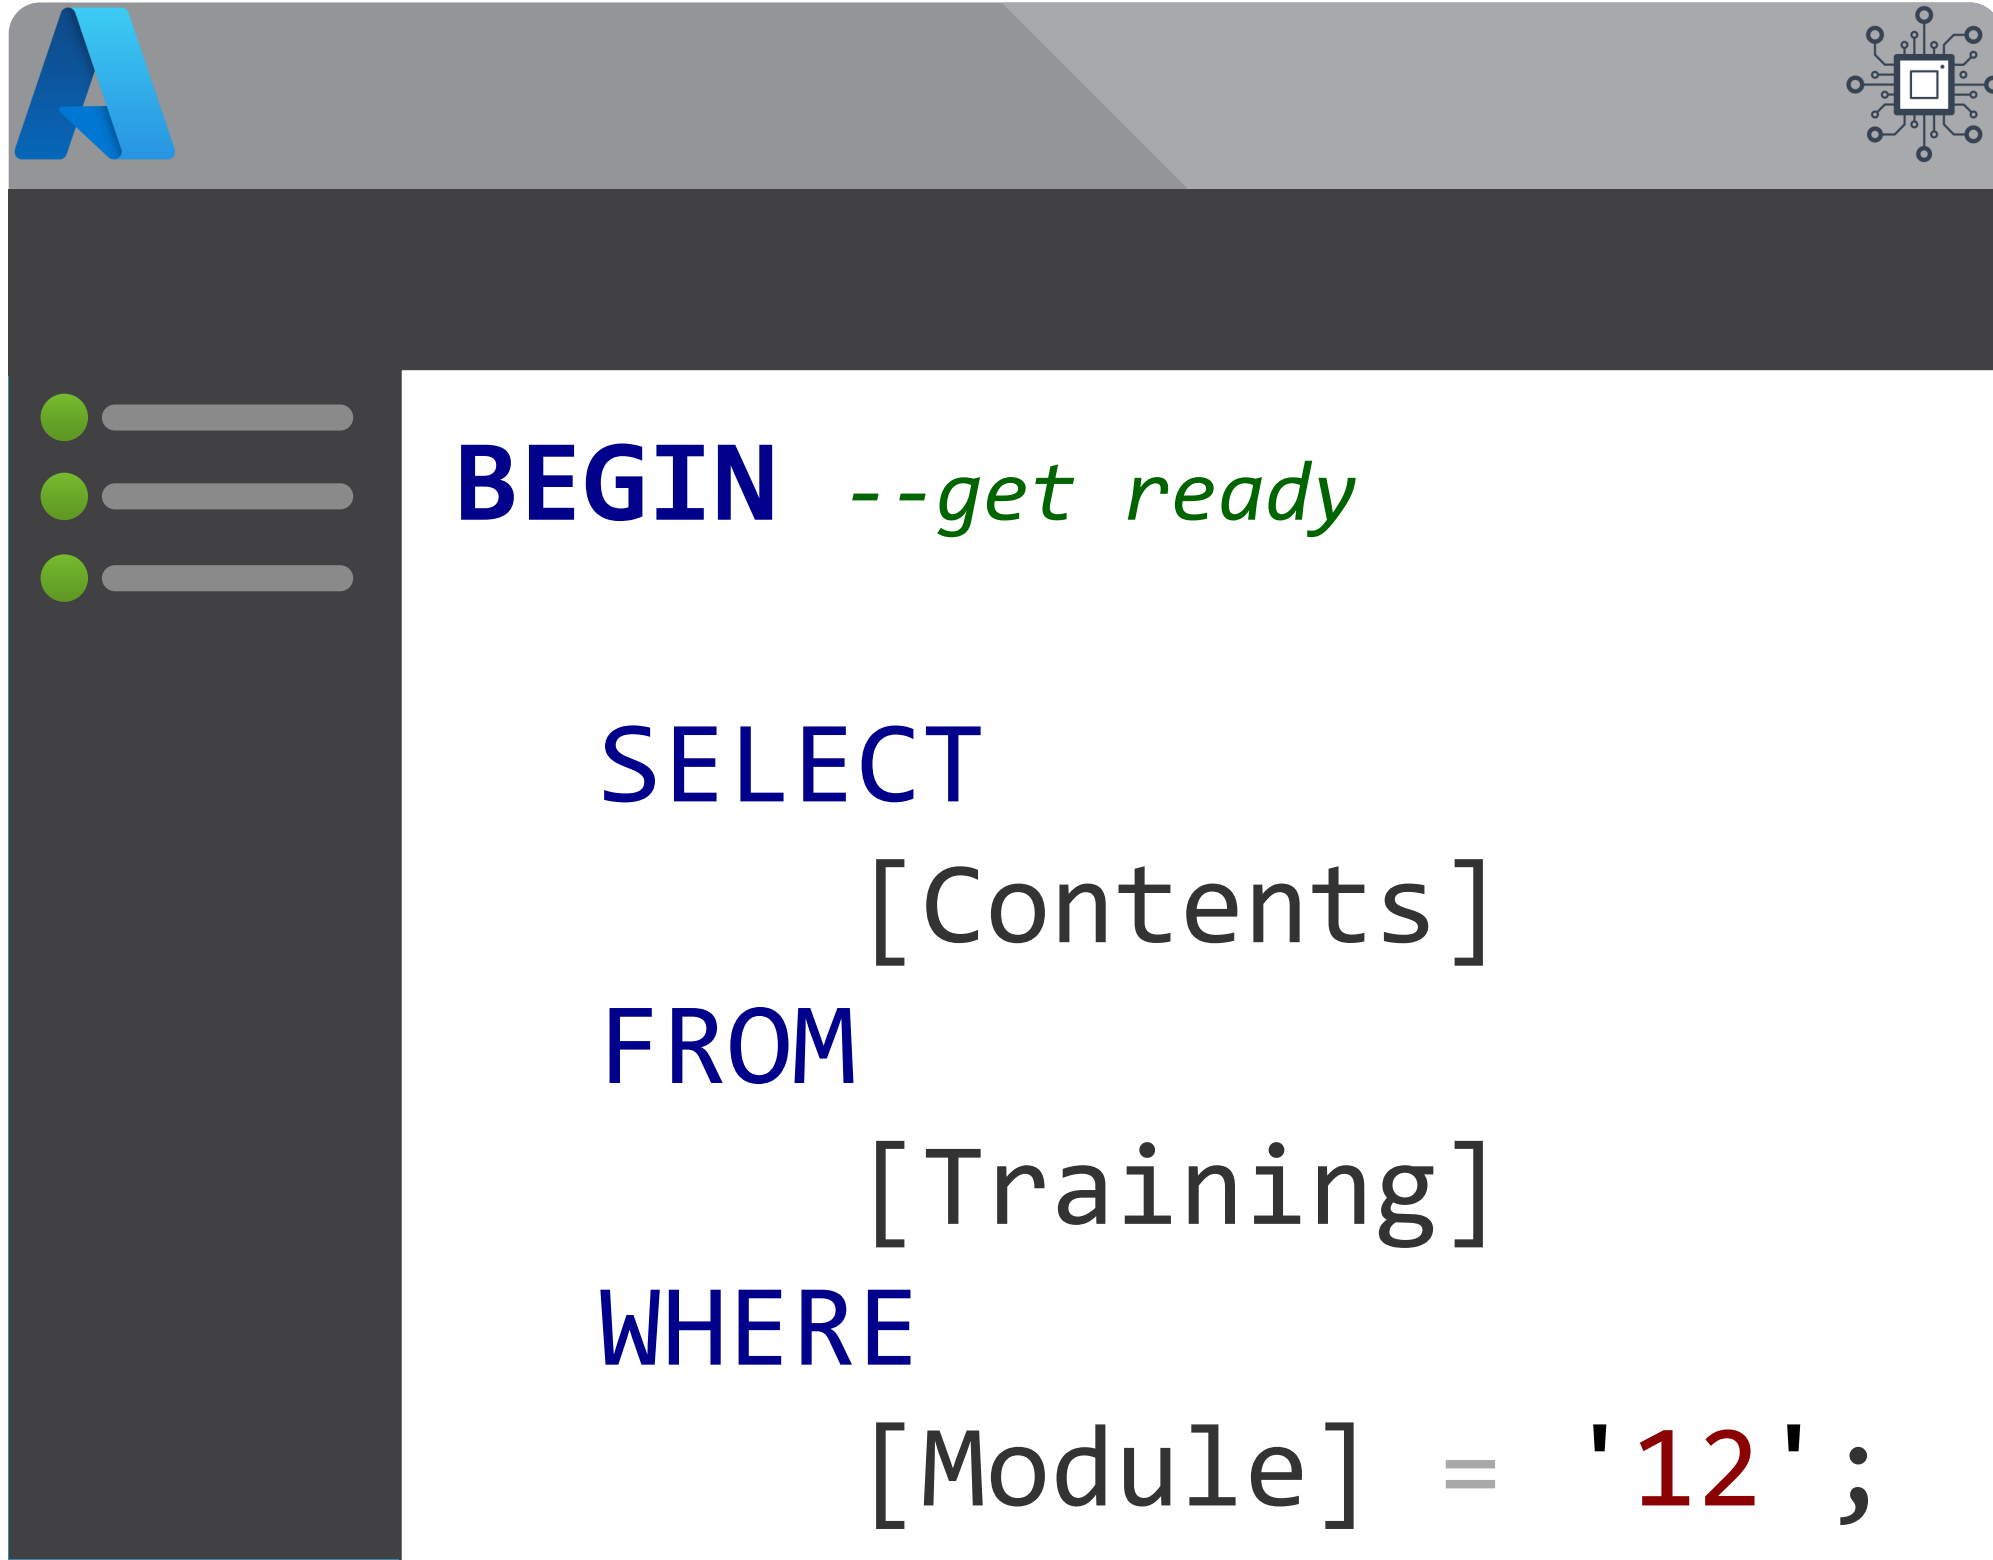 BEGIN --get ready
SELECT
[Contents]
FROM
[Training]
WHERE
[Module] = '12';